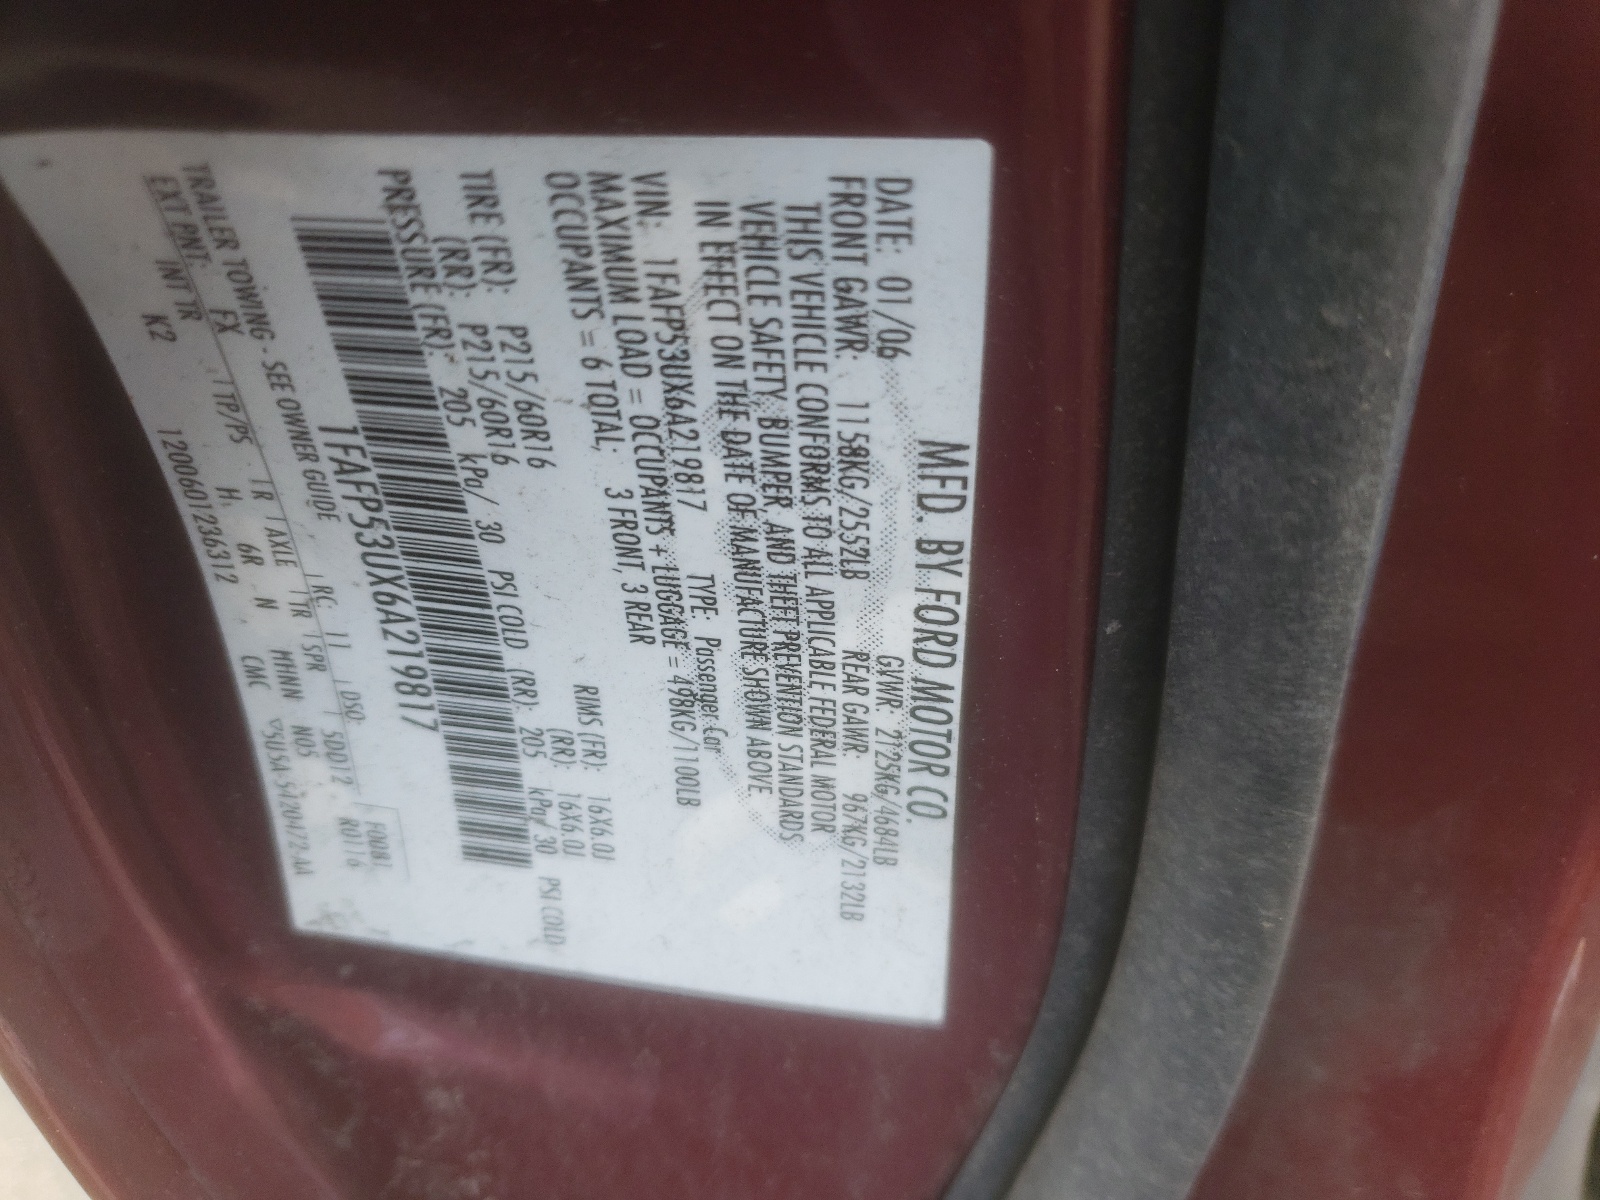 MFD. BY FORD MOTOR CO.
DATE: 01/06 GVWR: 2125KG/4684LB
FRONT GAWR: 1158KG/2552LB REAR GAWR: 967KG/2132LB
THIS VEHICLE CONFORMS TO ALL APPLICABLE FEDERAL MOTOR
VEHICLE SAFETY, BUMPER, AND THEFT PREVENTION STANDARDS
IN EFFECT ON THE DATE OF MANUFACTURE SHOWN ABOVE.
VIN: 1FAFP53UX6A219817 TYPE: Passenger Car
MAXIMUM LOAD = OCCUPANTS + LUGGAGE = 498KG/1100LB
OCCUPANTS = 6 TOTAL, 3 FRONT, 3 REAR
TIRE (FR): P215/60R16 RIMS (FR): 16X6.0J
(RR): P215/60R16 (RR): 16X6.0J
PRESSURE (FR): 205 kPa/ 30 PSI COLD (RR): 205 kPa/ 30 PSI COLD
1FAFP53UX6A219817
TRAILER TOWING - SEE OWNER GUIDE RC: 11 DSO: F0081
EXT PNT: FX 5DD12 R0116
INT TR TP/PS R AXLE TR SPR
K2 H 6R N MHNN NOS
1200601236312 CMC